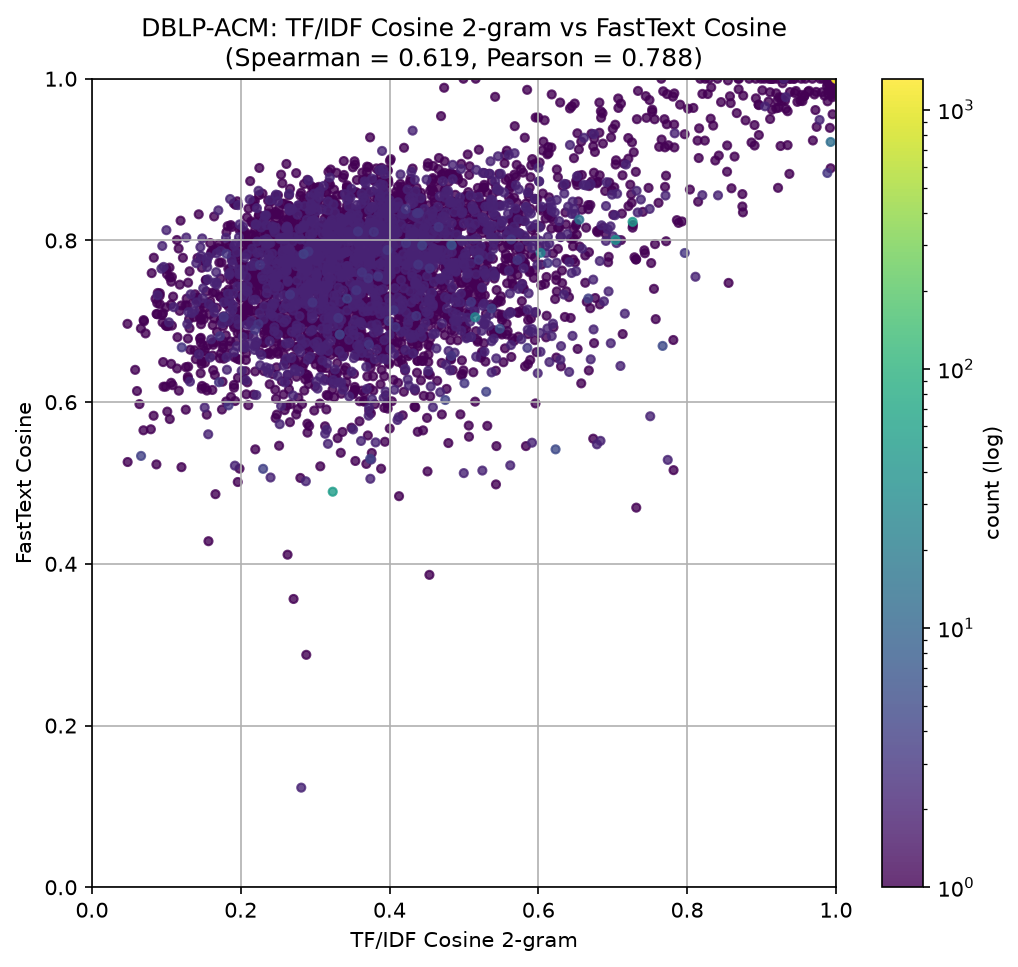 DBLP-ACM: TF/IDF Cosine 2-gram vs FastText Cosine
(Spearman = 0.619, Pearson = 0.788)
FastText Cosine
1.0
0.8
0.6
0.4
0.2
0.0
0.0 0.2 0.4 0.6 0.8 1.0
TF/IDF Cosine 2-gram
10³
10²
10¹
10⁰
count (log)